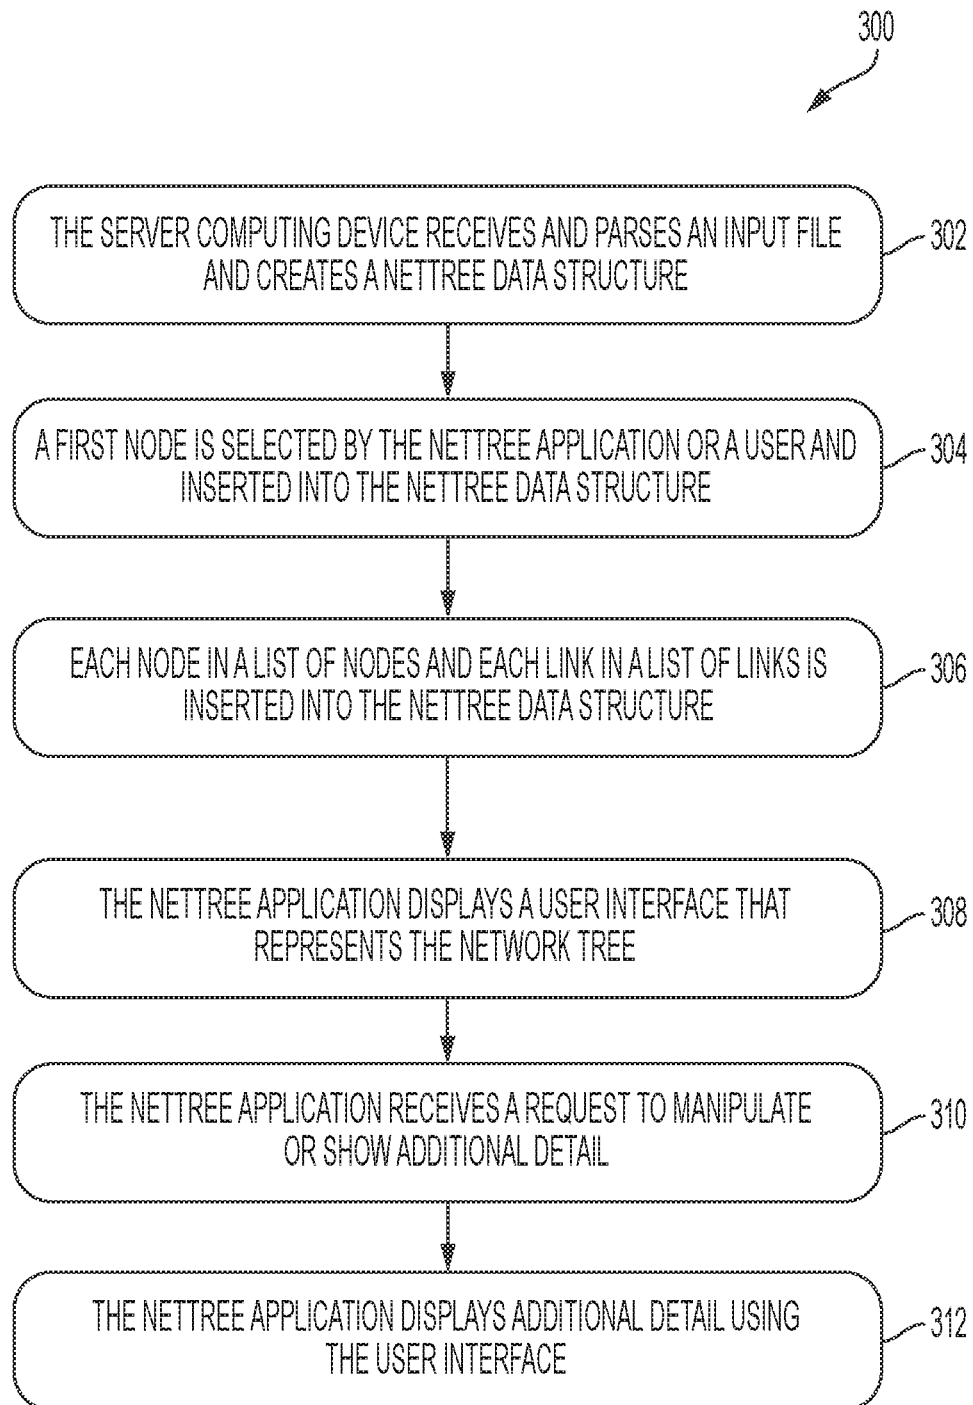 300
THE SERVER COMPUTING DEVICE RECEIVES AND PARSES AN INPUT FILE
AND CREATES A NETTREE DATA STRUCTURE
302
A FIRST NODE IS SELECTED BY THE NETTREE APPLICATION OR A USER AND
INSERTED INTO THE NETTREE DATA STRUCTURE
304
EACH NODE IN A LIST OF NODES AND EACH LINK IN A LIST OF LINKS IS
INSERTED INTO THE NETTREE DATA STRUCTURE
306
THE NETTREE APPLICATION DISPLAYS A USER INTERFACE THAT
REPRESENTS THE NETWORK TREE
308
THE NETTREE APPLICATION RECEIVES A REQUEST TO MANIPULATE
OR SHOW ADDITIONAL DETAIL
310
THE NETTREE APPLICATION DISPLAYS ADDITIONAL DETAIL USING
THE USER INTERFACE
312